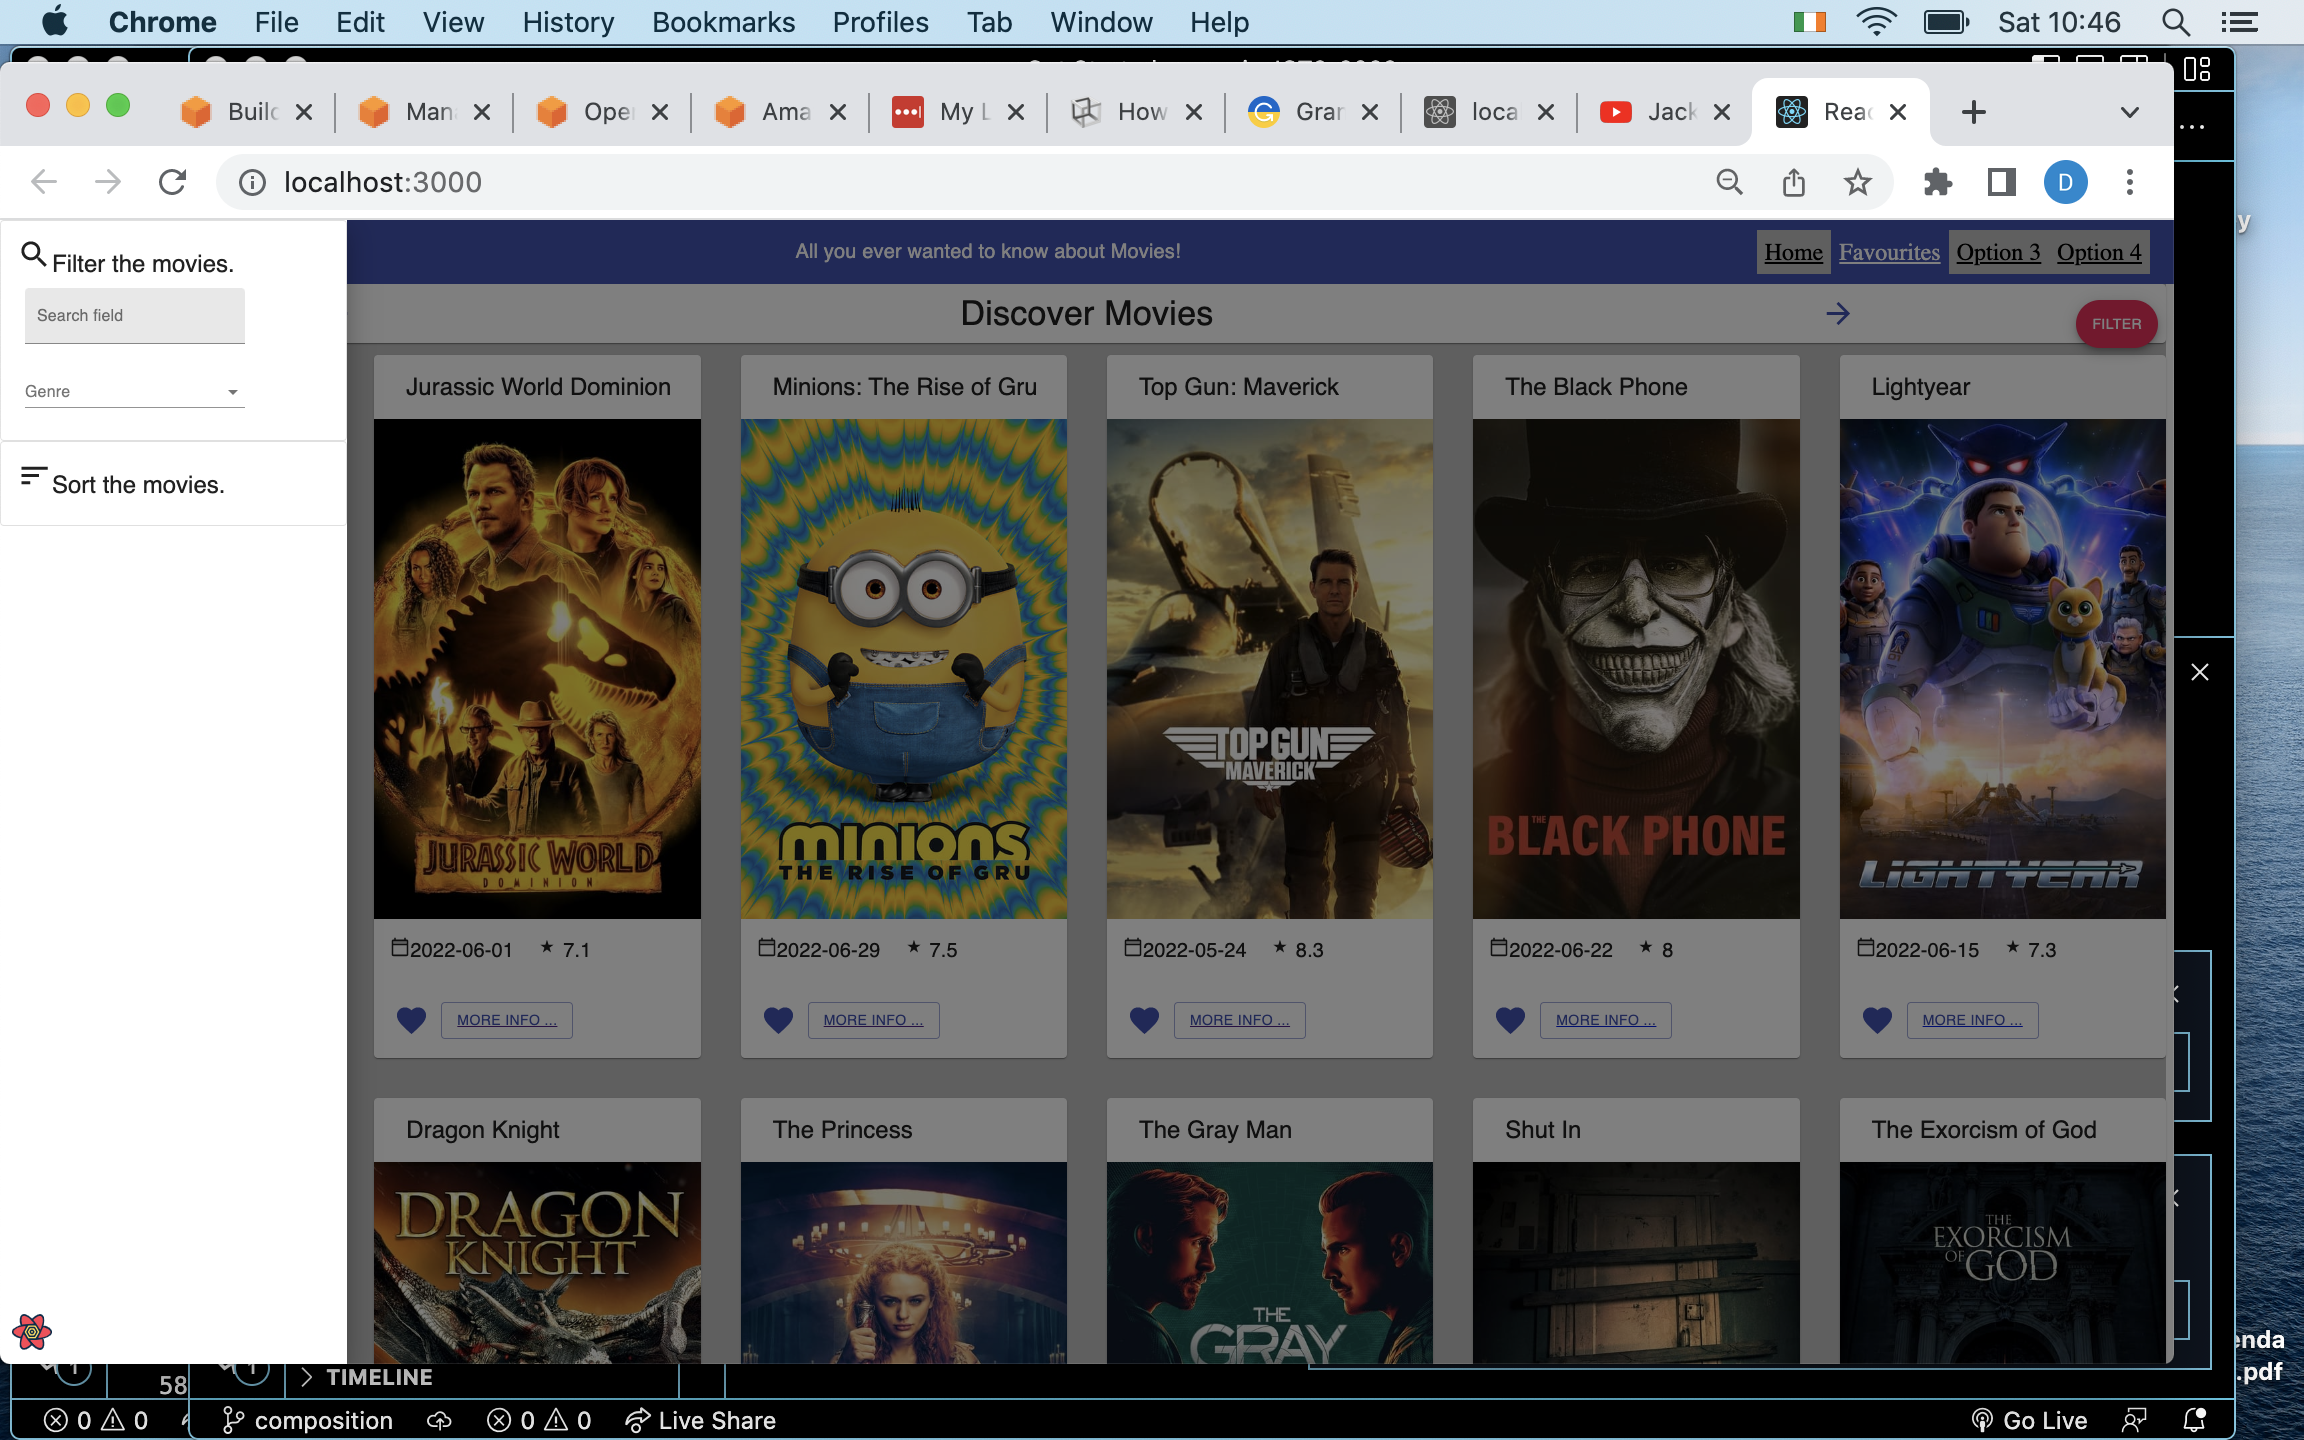 Chrome File Edit View History Bookmarks Profiles Tab Window Help Sat 10:46
Build Man Oper Ama My L How Gran loca Jack Reac
localhost:3000 D
Filter the movies.
Search field
Genre
Sort the movies.
All you ever wanted to know about Movies! Home Favourites Option 3 Option 4
Discover Movies
FILTER
Jurassic World Dominion Minions: The Rise of Gru Top Gun: Maverick The Black Phone Lightyear
JURASSIC WORLD
DOMINION
MINIONS
THE RISE OF GRU
TOP GUN
MAVERICK
THE
BLACK PHONE
LIGHTYEAR
2022-06-01 ★ 7.1 2022-06-29 ★ 7.5 2022-05-24 ★ 8.3 2022-06-22 ★ 8 2022-06-15 ★ 7.3
MORE INFO ... MORE INFO ... MORE INFO ... MORE INFO ... MORE INFO ...
Dragon Knight The Princess The Gray Man Shut In The Exorcism of God
DRAGON
KNIGHT
THE
GRAY
THE
EXORCISM
OF GOD
enda
.pdf
58 TIMELINE
0 0 composition 0 0 Live Share Go Live